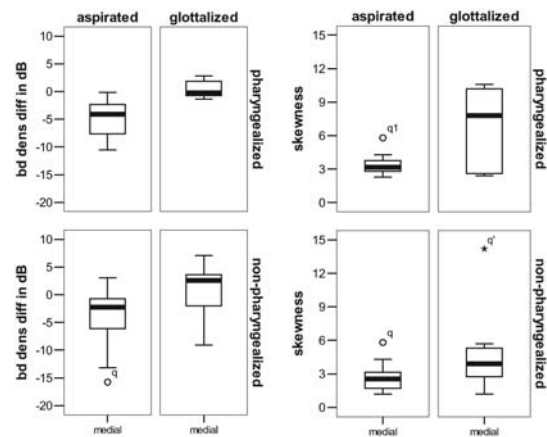 aspirated glottalized
bd dens diff in dB
10
5
0
-5
-10
-15
-20
pharyngealized
bd dens diff in dB
10
5
0
-5
-10
-15
-20
q
non-pharyngealized
medial medial
aspirated glottalized
skewness
15
12
9
6
3
0
q1
pharyngealized
skewness
15
12
9
6
3
0
q
q'
non-pharyngealized
medial medial